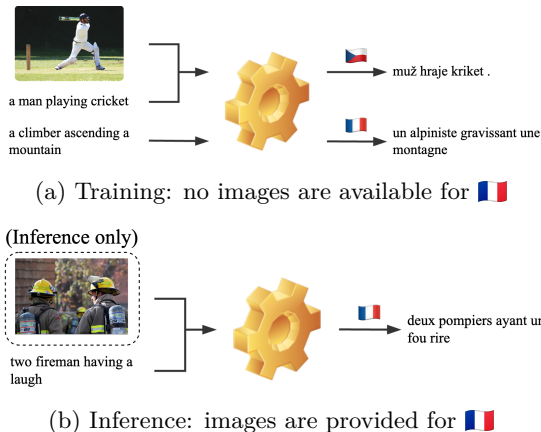 a man playing cricket
muž hraje kriket .
a climber ascending a
mountain
un alpiniste gravissant une
montagne
(a) Training: no images are available for
(Inference only)
two fireman having a
laugh
deux pompiers ayant un
fou rire
(b) Inference: images are provided for